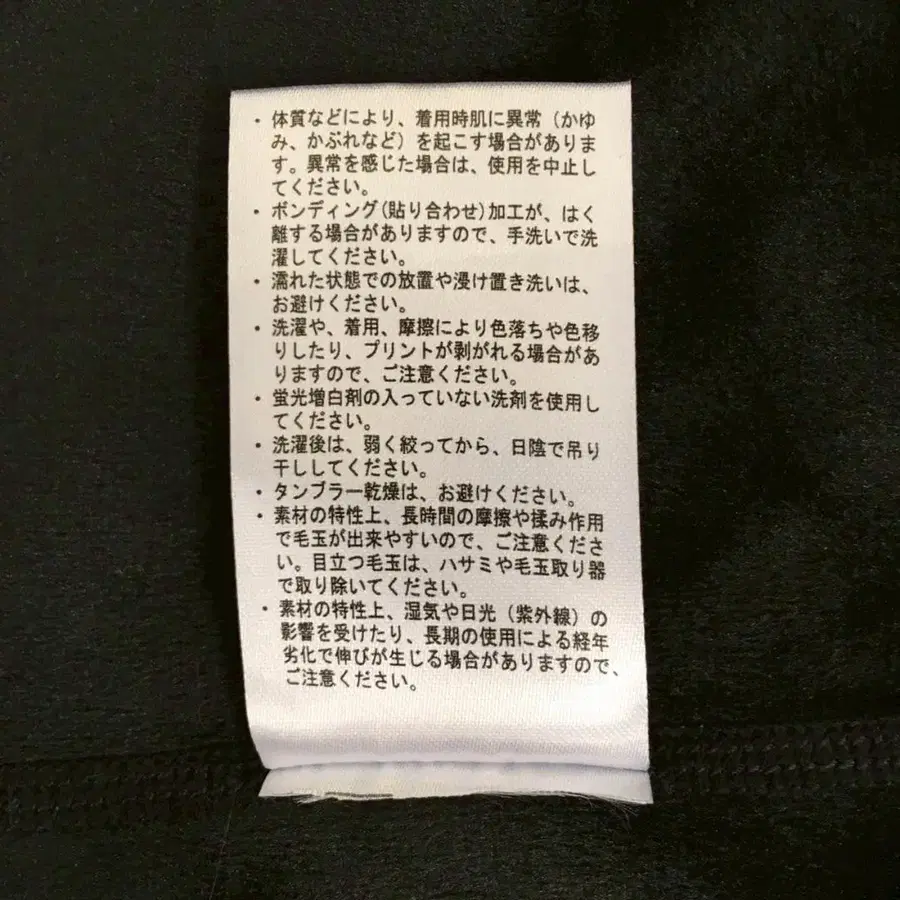 ・体質などにより、着用時肌に異常（かゆ
み、かぶれなど）を起こす場合がありま
す。異常を感じた場合は、使用を中止し
てください。
・ボンディング(貼り合わせ)加工が、はく
離する場合がありますので、手洗いで洗
濯してください。
・濡れた状態での放置や浸け置き洗いは、
お避けください。
・洗濯や、着用、摩擦により色落ちや色移
りしたり、プリントが剥がれる場合があ
りますので、ご注意ください。
・蛍光増白剤の入っていない洗剤を使用し
てください。
・洗濯後は、弱く絞ってから、日陰で吊り
干ししてください。
・タンブラー乾燥は、お避けください。
・素材の特性上、長時間の摩擦や揉み作用
で毛玉が出来やすいので、ご注意くださ
い。目立つ毛玉は、ハサミや毛玉取り器
で取り除いてください。
・素材の特性上、湿気や日光（紫外線）の
影響を受けたり、長期の使用による経年
劣化で伸びが生じる場合がありますので、
ご注意ください。